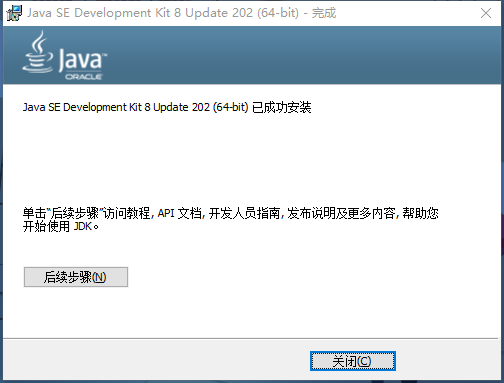 Java SE Development Kit 8 Update 202 (64-bit) - 完成
Java™
ORACLE
Java SE Development Kit 8 Update 202 (64-bit) 已成功安装
单击“后续步骤”访问教程, API 文档, 开发人员指南, 发布说明及更多内容, 帮助您
开始使用 JDK。
后续步骤(N)
关闭(C)